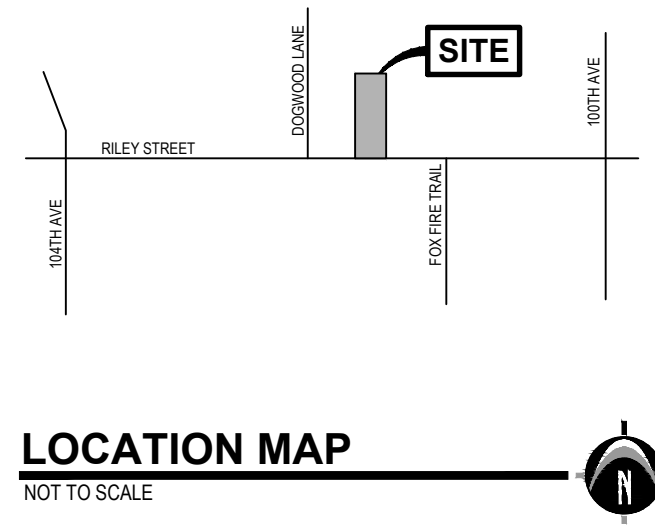 DOGWOOD LANE
SITE
100TH AVE
RILEY STREET
104TH AVE
FOX FIRE TRAIL
LOCATION MAP
NOT TO SCALE
N